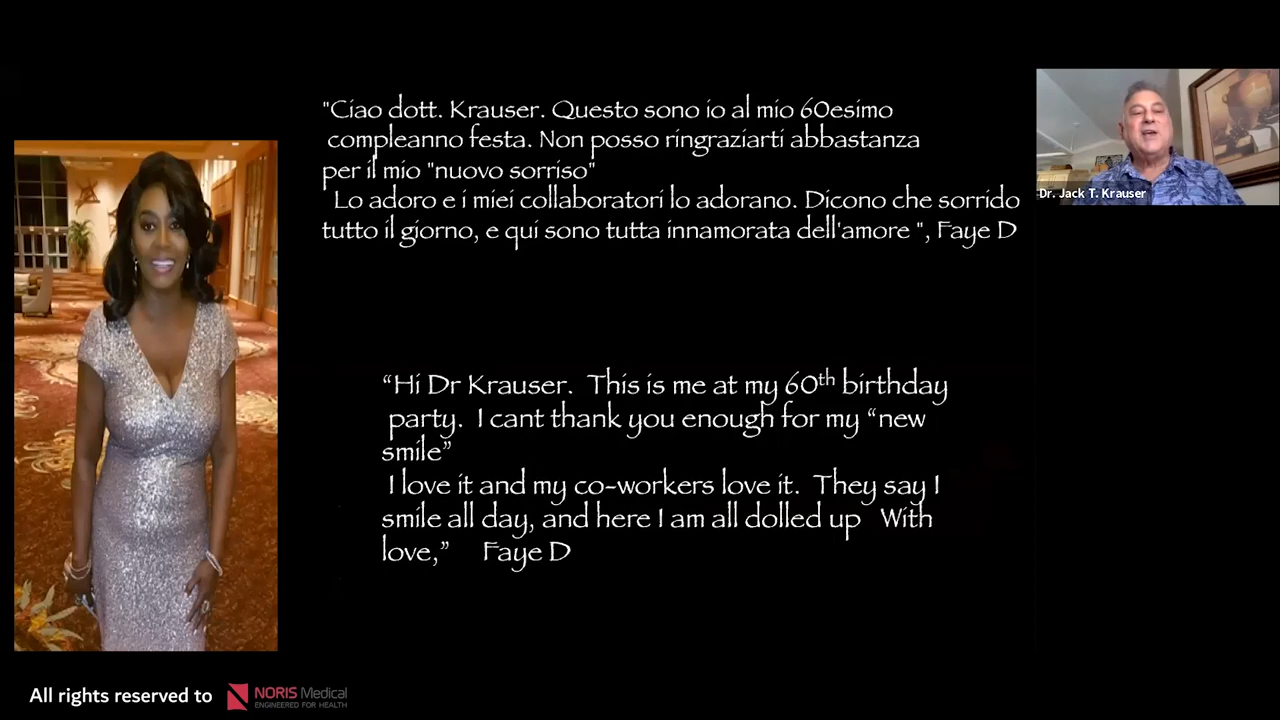 "Ciao dott. Krauser. Questo sono io al mio 60esimo
compleanno festa. Non posso ringraziarti abbastanza
per il mio "nuovo sorriso"
Lo adoro e i miei collaboratori lo adorano. Dicono che sorrido
tutto il giorno, e qui sono tutta innamorata dell'amore ", Faye D
Dr. Jack T. Krauser
“Hi Dr Krauser. This is me at my 60th birthday
party. I cant thank you enough for my “new
smile”
I love it and my co-workers love it. They say I
smile all day, and here I am all dolled up With
love,” Faye D
All rights reserved to NORIS Medical
ENGINEERED FOR HEALTH